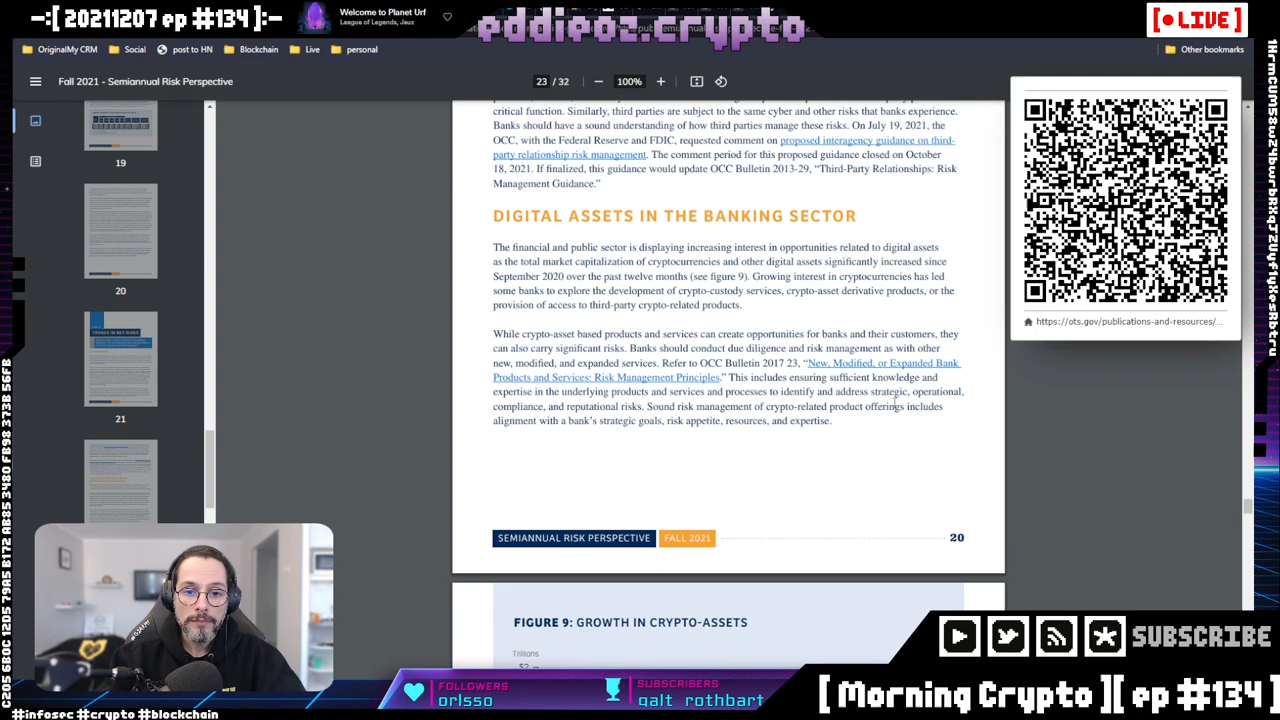 -:[ 20211207 ep #134 ]:-
Welcome to Planet Urf
League of Legends, Jauz
eddieoz.crypto
[●LIVE]
OriginalMy CRM
Social
post to HN
Blockchain
Live
personal
Other bookmarks
Fall 2021 - Semiannual Risk Perspective
23 / 32
100%
19
20
21
critical function. Similarly, third parties are subject to the same cyber and other risks that banks experience.
Banks should have a sound understanding of how third parties manage these risks. On July 19, 2021, the
OCC, with the Federal Reserve and FDIC, requested comment on proposed interagency guidance on third-
party relationship risk management. The comment period for this proposed guidance closed on October
18, 2021. If finalized, this guidance would update OCC Bulletin 2013-29, “Third-Party Relationships: Risk
Management Guidance.”
DIGITAL ASSETS IN THE BANKING SECTOR
The financial and public sector is displaying increasing interest in opportunities related to digital assets
as the total market capitalization of cryptocurrencies and other digital assets significantly increased since
September 2020 over the past twelve months (see figure 9). Growing interest in cryptocurrencies has led
some banks to explore the development of crypto-custody services, crypto-asset derivative products, or the
provision of access to third-party crypto-related products.
While crypto-asset based products and services can create opportunities for banks and their customers, they
can also carry significant risks. Banks should conduct due diligence and risk management as with other
new, modified, and expanded services. Refer to OCC Bulletin 2017 23, “New, Modified, or Expanded Bank
Products and Services: Risk Management Principles.” This includes ensuring sufficient knowledge and
expertise in the underlying products and services and processes to identify and address strategic, operational,
compliance, and reputational risks. Sound risk management of crypto-related product offerings includes
alignment with a bank’s strategic goals, risk appetite, resources, and expertise.
SEMIANNUAL RISK PERSPECTIVE FALL 2021 20
FIGURE 9: GROWTH IN CRYPTO-ASSETS
Trillions
$2
https://ots.gov/publications-and-resources/...
SUBSCRIBE
FOLLOWERS
orlsso
SUBSCRIBERS
galt_rothbart
[ Morning Crypto ][ ep #134 ]
#infosec #crypto #blockchain